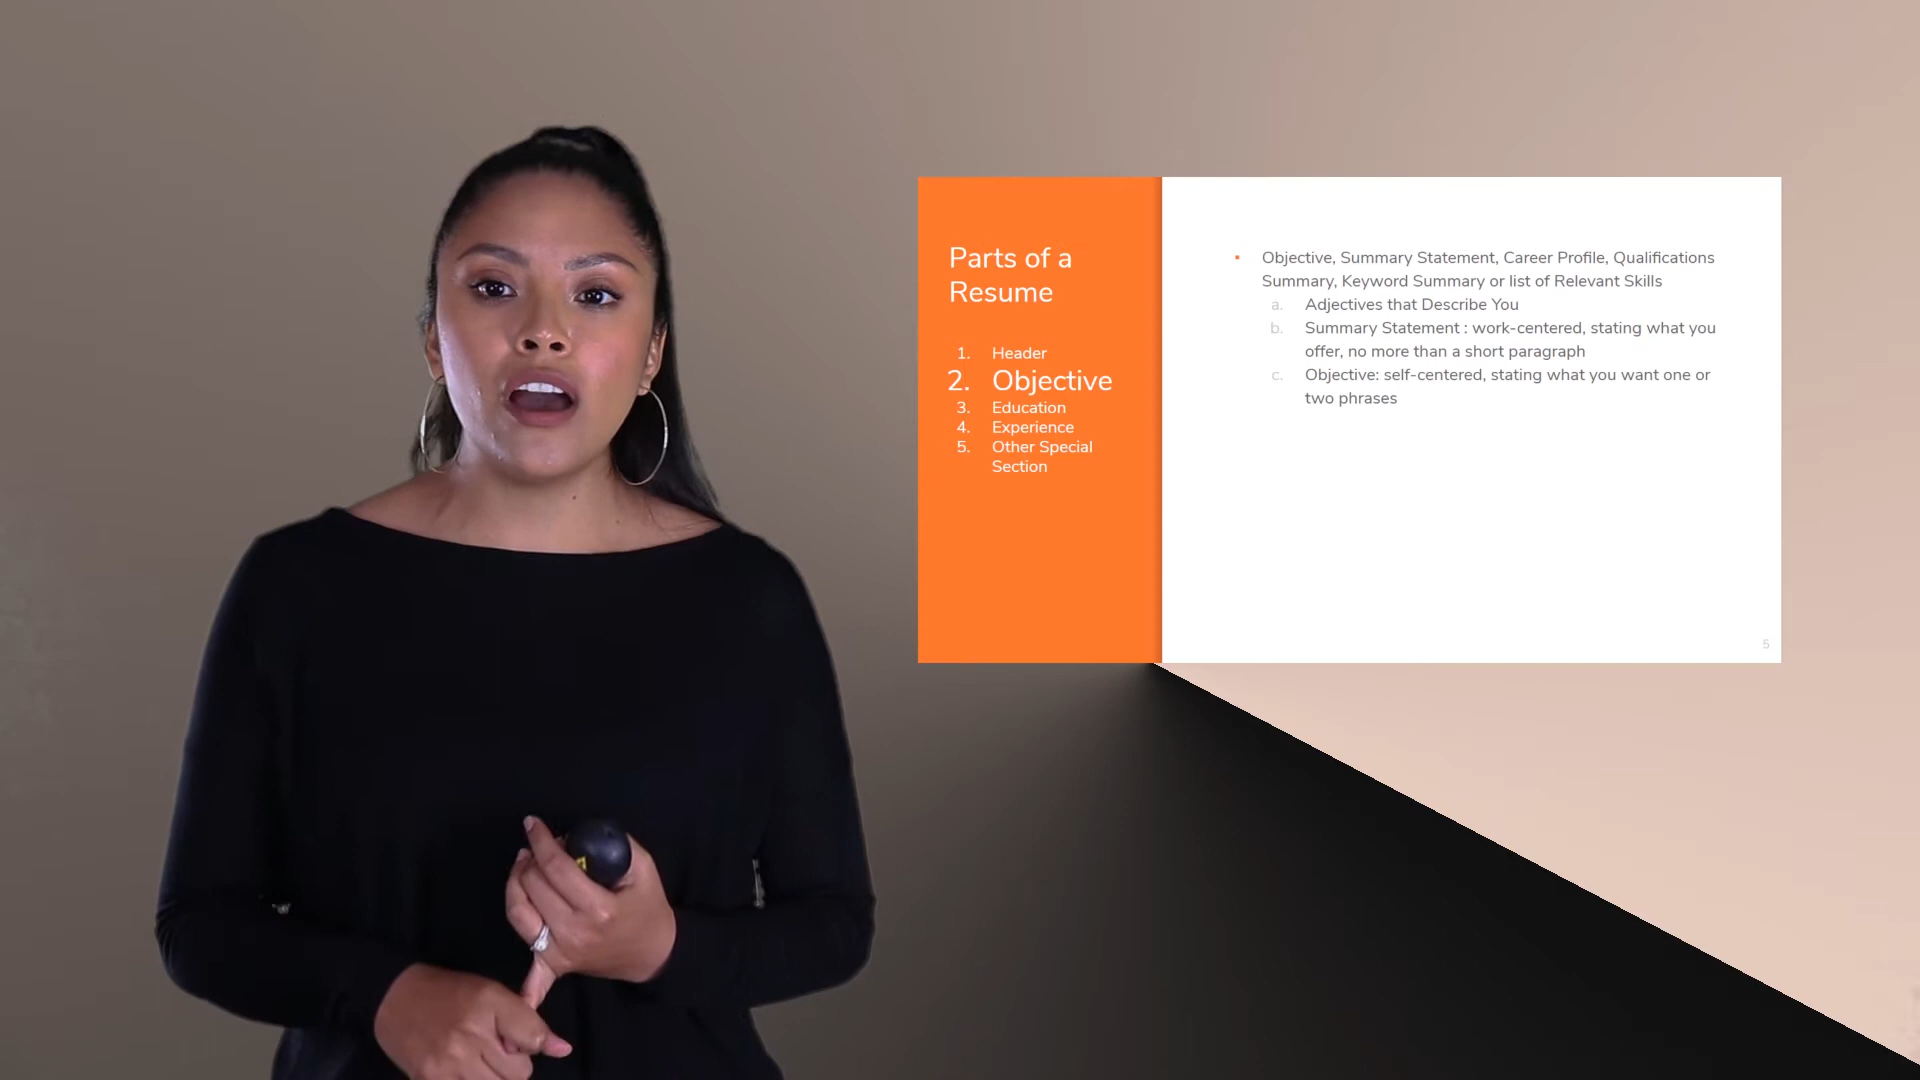 Parts of a
Resume
1. Header
2. Objective
3. Education
4. Experience
5. Other Special
Section
▪ Objective, Summary Statement, Career Profile, Qualifications
Summary, Keyword Summary or list of Relevant Skills
a. Adjectives that Describe You
b. Summary Statement : work-centered, stating what you
offer, no more than a short paragraph
c. Objective: self-centered, stating what you want one or
two phrases
5